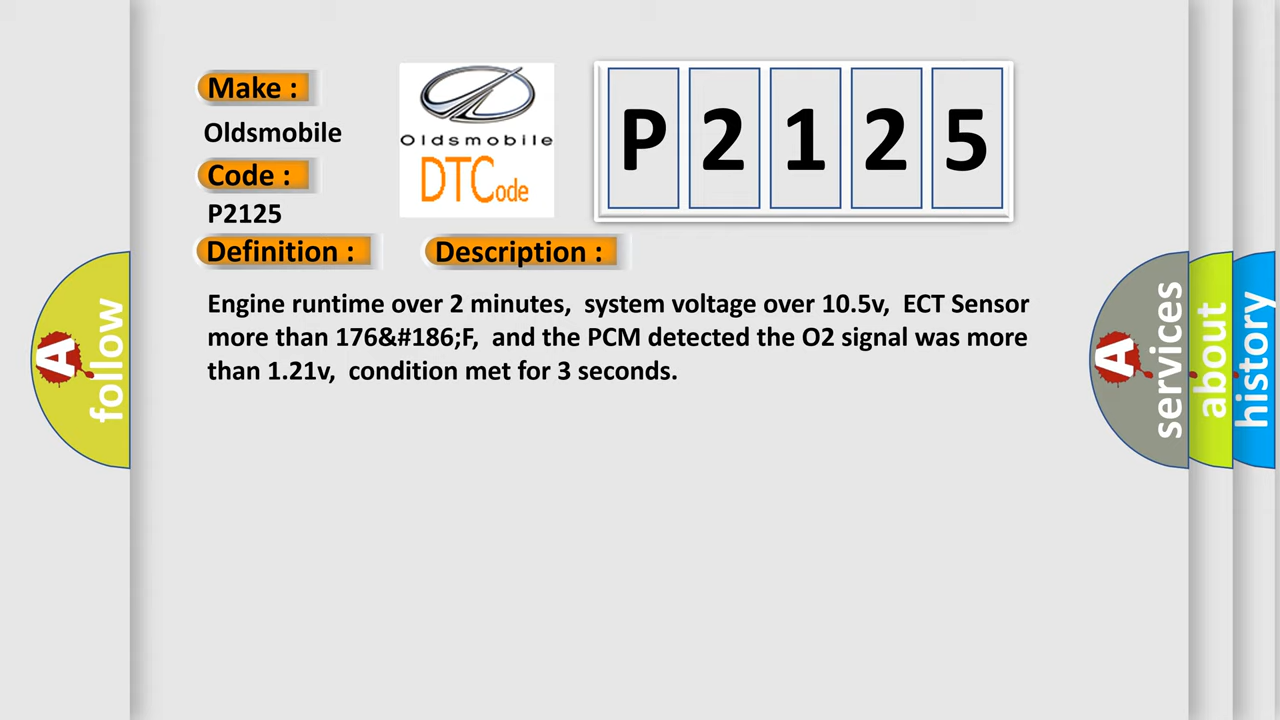 Make :
Oldsmobile
Code :
P2125
Oldsmobile
DTCode
P 2 1 2 5
Definition :
Description :
Engine runtime over 2 minutes, system voltage over 10.5v, ECT Sensor
more than 176&#186;F, and the PCM detected the O2 signal was more
than 1.21v, condition met for 3 seconds.
A follow
A services
about
history